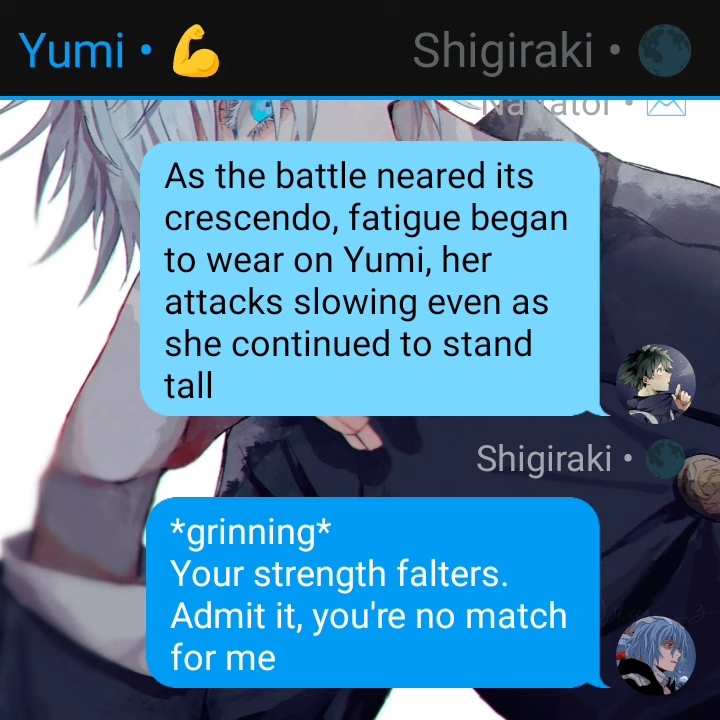 Yumi • 💪 Shigiraki • 🌑
Narrator • ✉
As the battle neared its
crescendo, fatigue began
to wear on Yumi, her
attacks slowing even as
she continued to stand
tall
Shigiraki • 🌑
*grinning*
Your strength falters.
Admit it, you're no match
for me